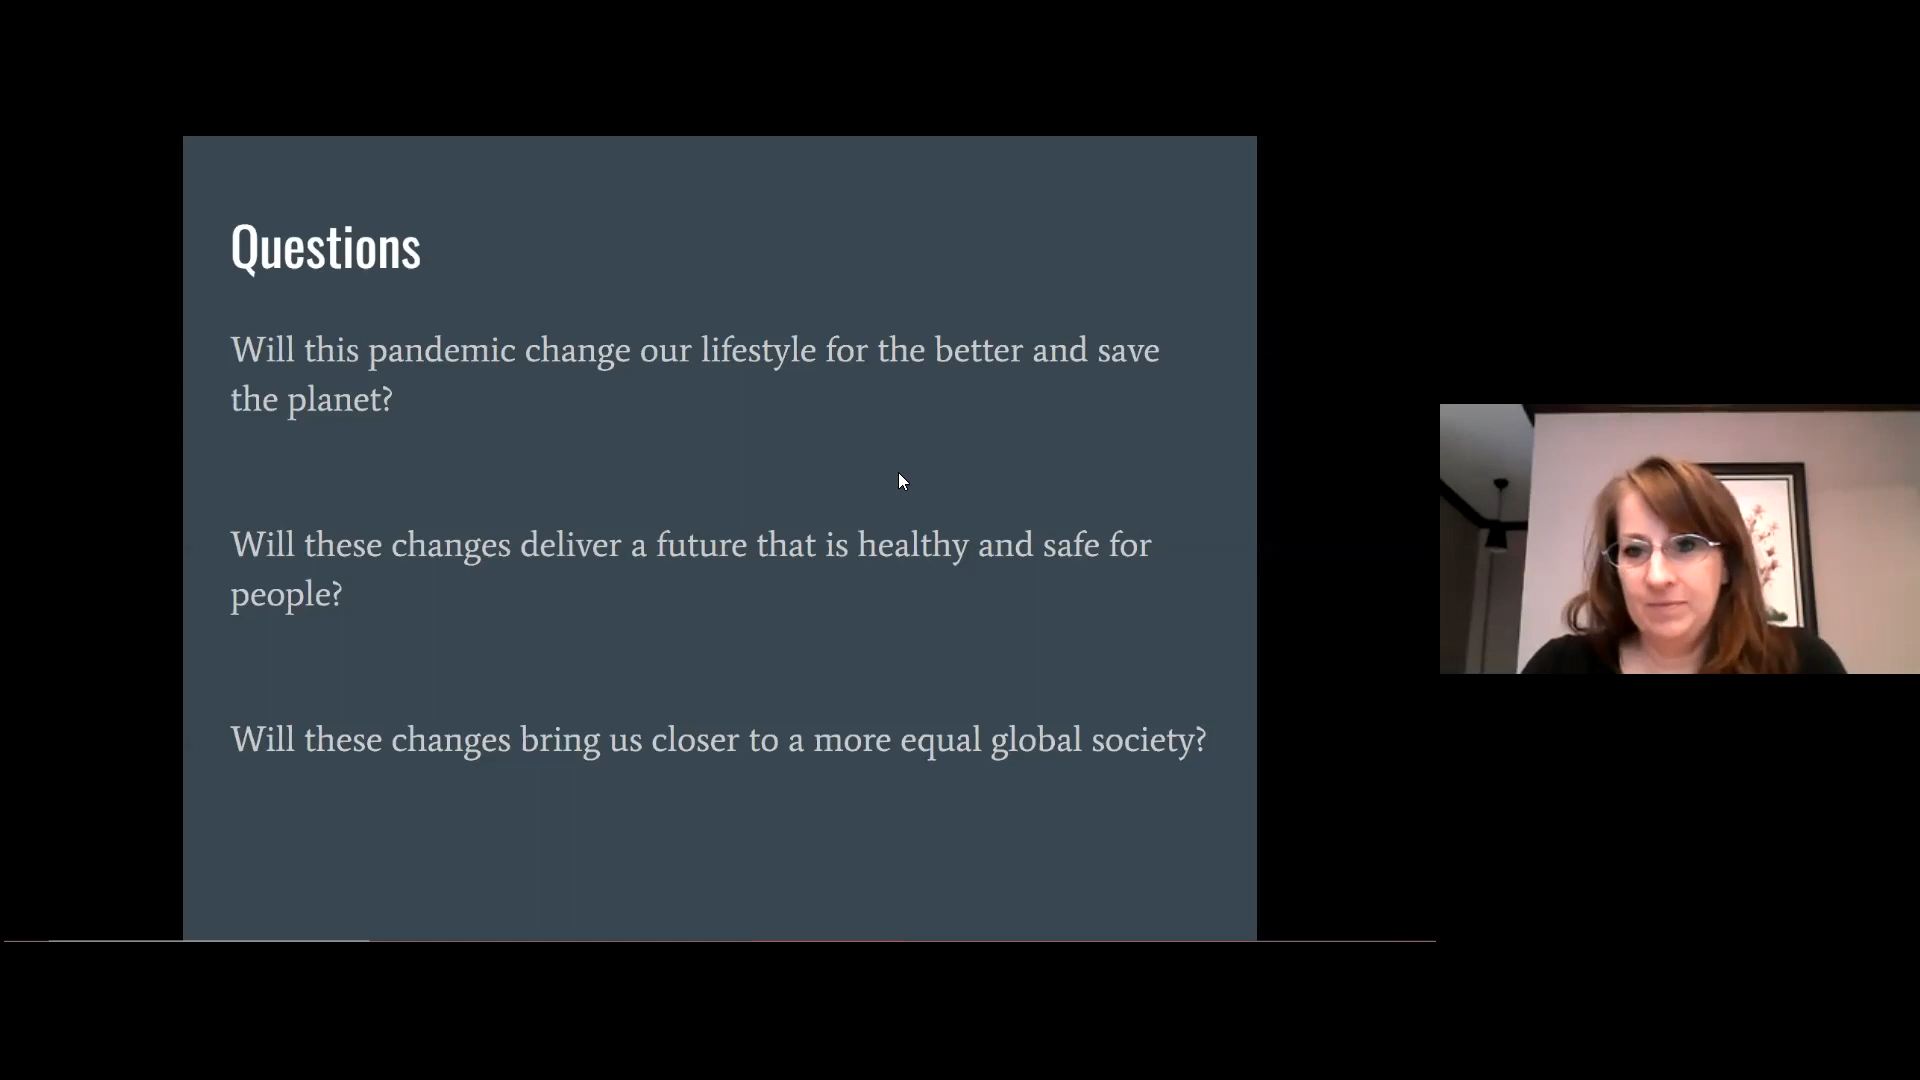 Questions
Will this pandemic change our lifestyle for the better and save
the planet?
Will these changes deliver a future that is healthy and safe for
people?
Will these changes bring us closer to a more equal global society?